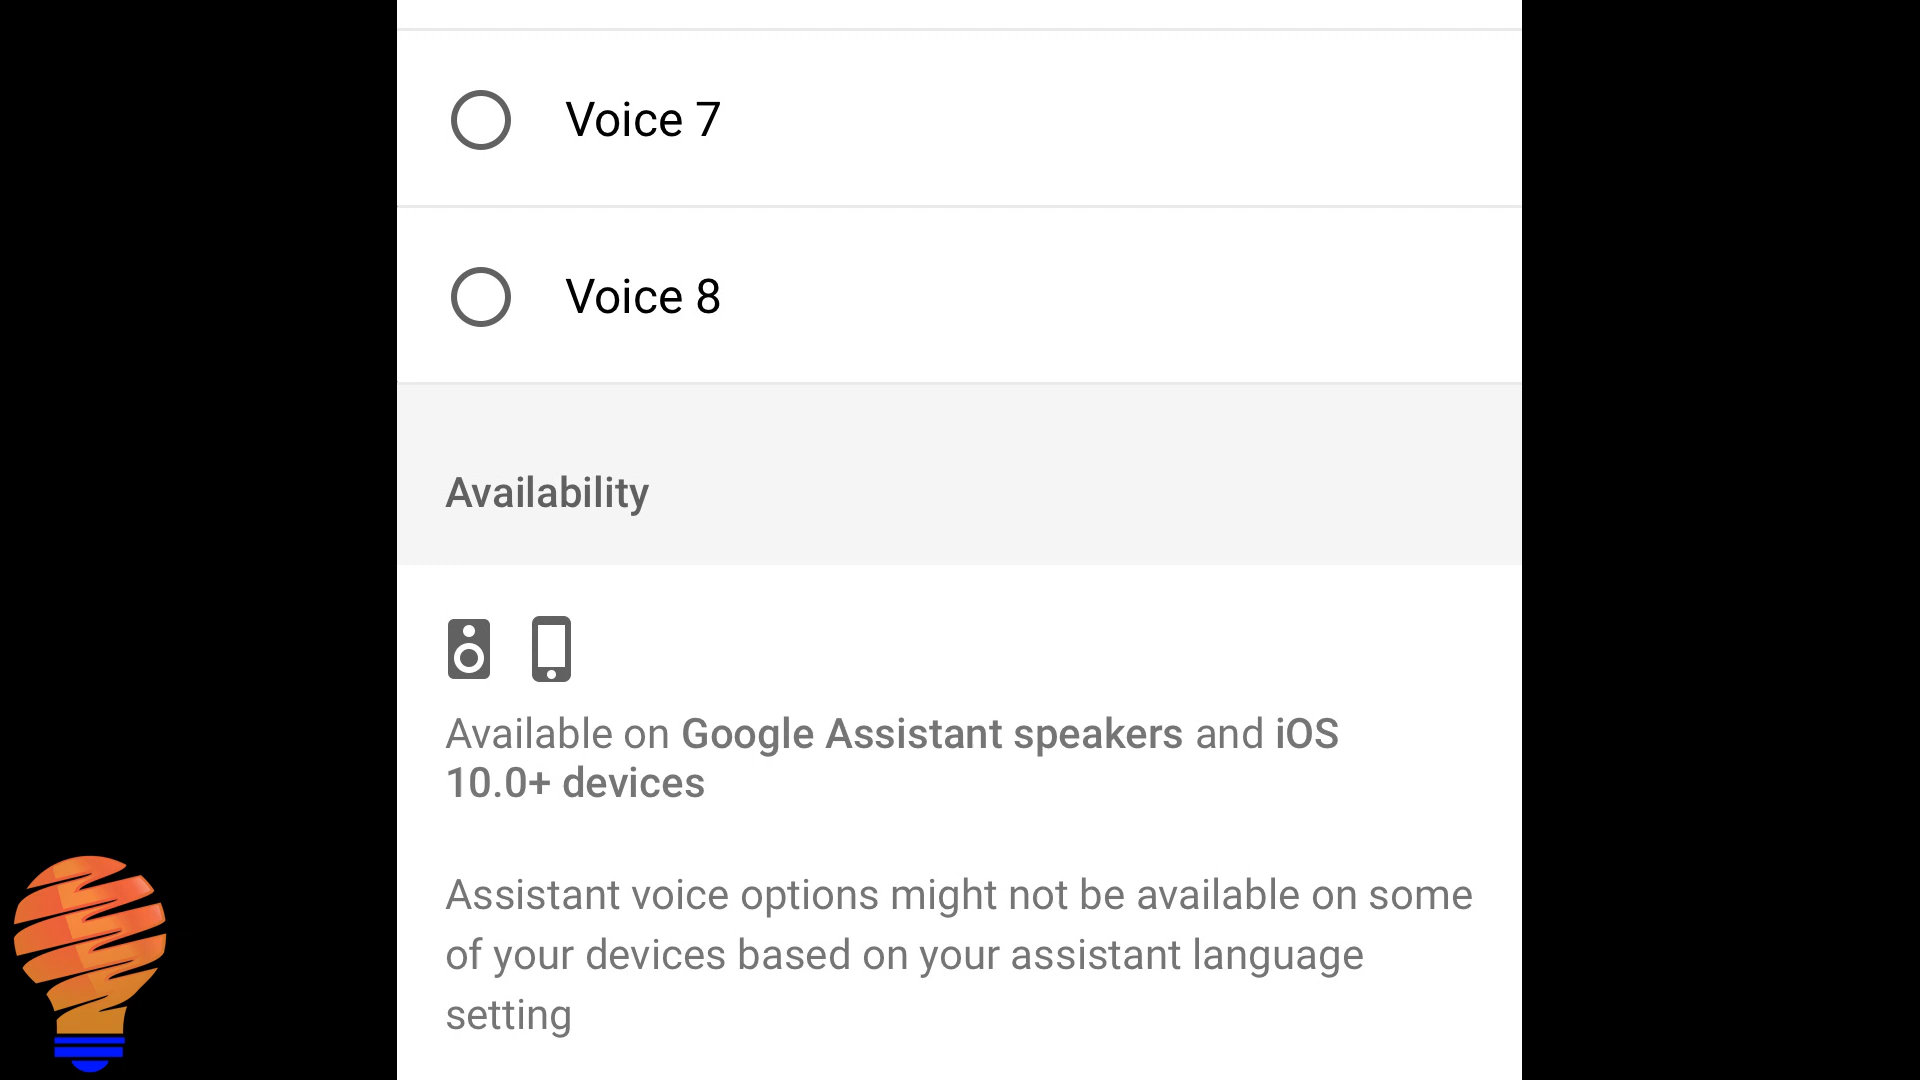 Voice 7
Voice 8
Availability
Available on Google Assistant speakers and iOS
10.0+ devices
Assistant voice options might not be available on some
of your devices based on your assistant language
setting